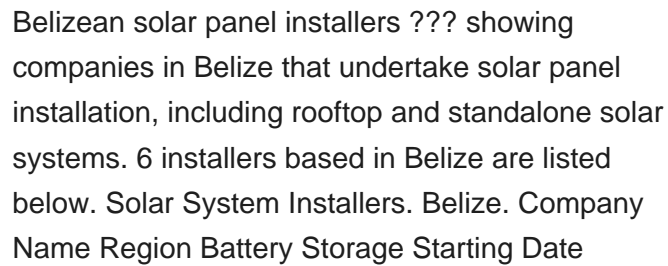 Belizean solar panel installers ??? showing
companies in Belize that undertake solar panel
installation, including rooftop and standalone solar
systems. 6 installers based in Belize are listed
below. Solar System Installers. Belize. Company
Name Region Battery Storage Starting Date